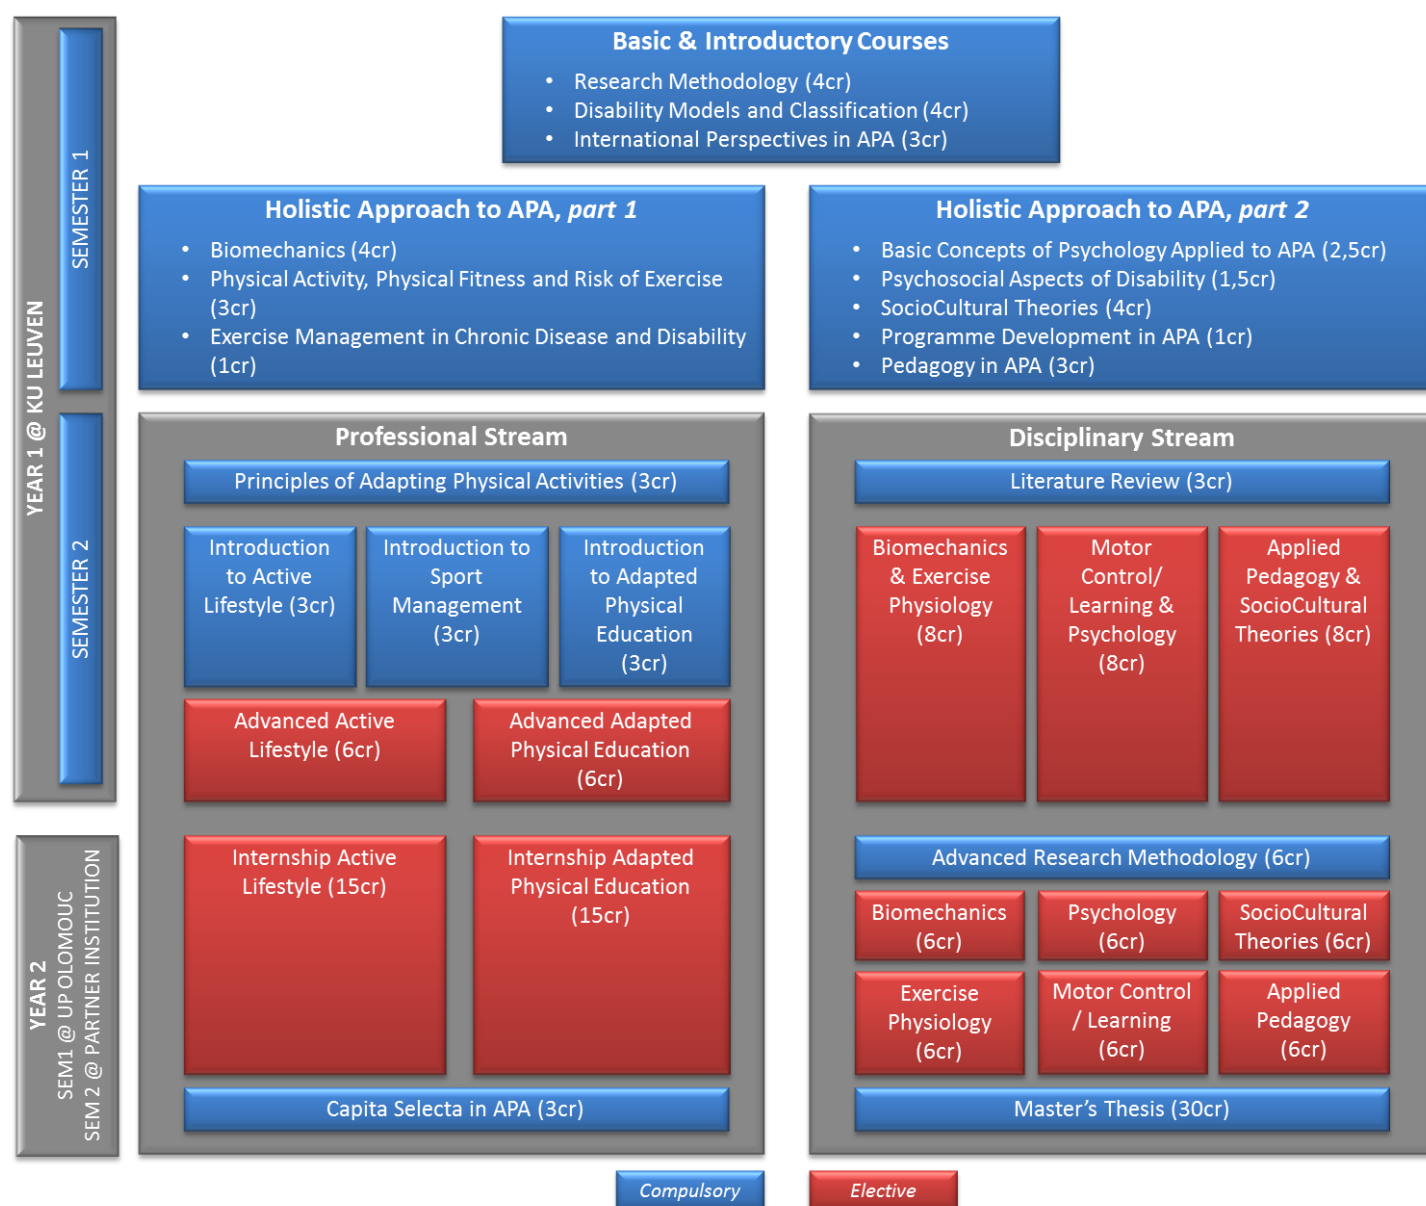 YEAR 1 @ KU LEUVEN
SEMESTER 1
Basic & Introductory Courses
• Research Methodology (4cr)
• Disability Models and Classification (4cr)
• International Perspectives in APA (3cr)
Holistic Approach to APA, part 1
• Biomechanics (4cr)
• Physical Activity, Physical Fitness and Risk of Exercise
(3cr)
• Exercise Management in Chronic Disease and Disability
(1cr)
Holistic Approach to APA, part 2
• Basic Concepts of Psychology Applied to APA (2,5cr)
• Psychosocial Aspects of Disability (1,5cr)
• SocioCultural Theories (4cr)
• Programme Development in APA (1cr)
• Pedagogy in APA (3cr)
SEMESTER 2
Professional Stream
Principles of Adapting Physical Activities (3cr)
Introduction
to Active
Lifestyle (3cr)
Introduction to
Sport
Management
(3cr)
Introduction
to Adapted
Physical
Education
(3cr)
Advanced Active
Lifestyle (6cr)
Advanced Adapted
Physical Education
(6cr)
Disciplinary Stream
Literature Review (3cr)
Biomechanics
& Exercise
Physiology
(8cr)
Motor
Control/
Learning &
Psychology
(8cr)
Applied
Pedagogy &
SocioCultural
Theories (8cr)
YEAR 2
SEM1 @ UP OLOMOUC
SEM 2 @ PARTNER INSTITUTION
Internship Active
Lifestyle (15cr)
Internship Adapted
Physical Education
(15cr)
Capita Selecta in APA (3cr)
Advanced Research Methodology (6cr)
Biomechanics
(6cr)
Psychology
(6cr)
SocioCultural
Theories (6cr)
Exercise
Physiology
(6cr)
Motor Control
/ Learning
(6cr)
Applied
Pedagogy
(6cr)
Master's Thesis (30cr)
Compulsory
Elective